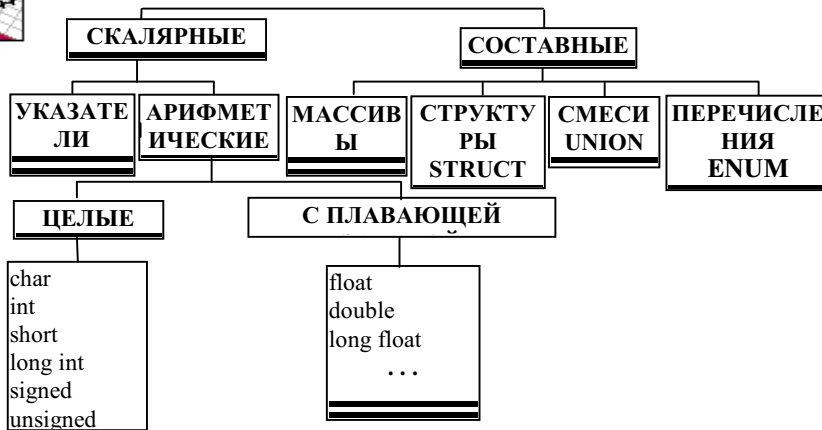 СКАЛЯРНЫЕ
СОСТАВНЫЕ
УКАЗАТЕ
ЛИ
АРИФМЕТ
ИЧЕСКИЕ
МАССИВ
Ы
СТРУКТУ
РЫ
STRUCT
СМЕСИ
UNION
ПЕРЕЧИСЛЕ
НИЯ
ENUM
ЦЕЛЫЕ
С ПЛАВАЮЩЕЙ
char
int
short
long int
signed
unsigned
float
double
long float
...